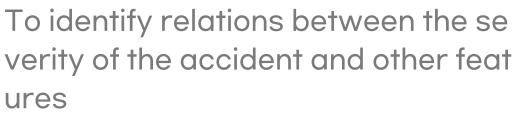 To identify relations between the se
verity of the accident and other feat
ures